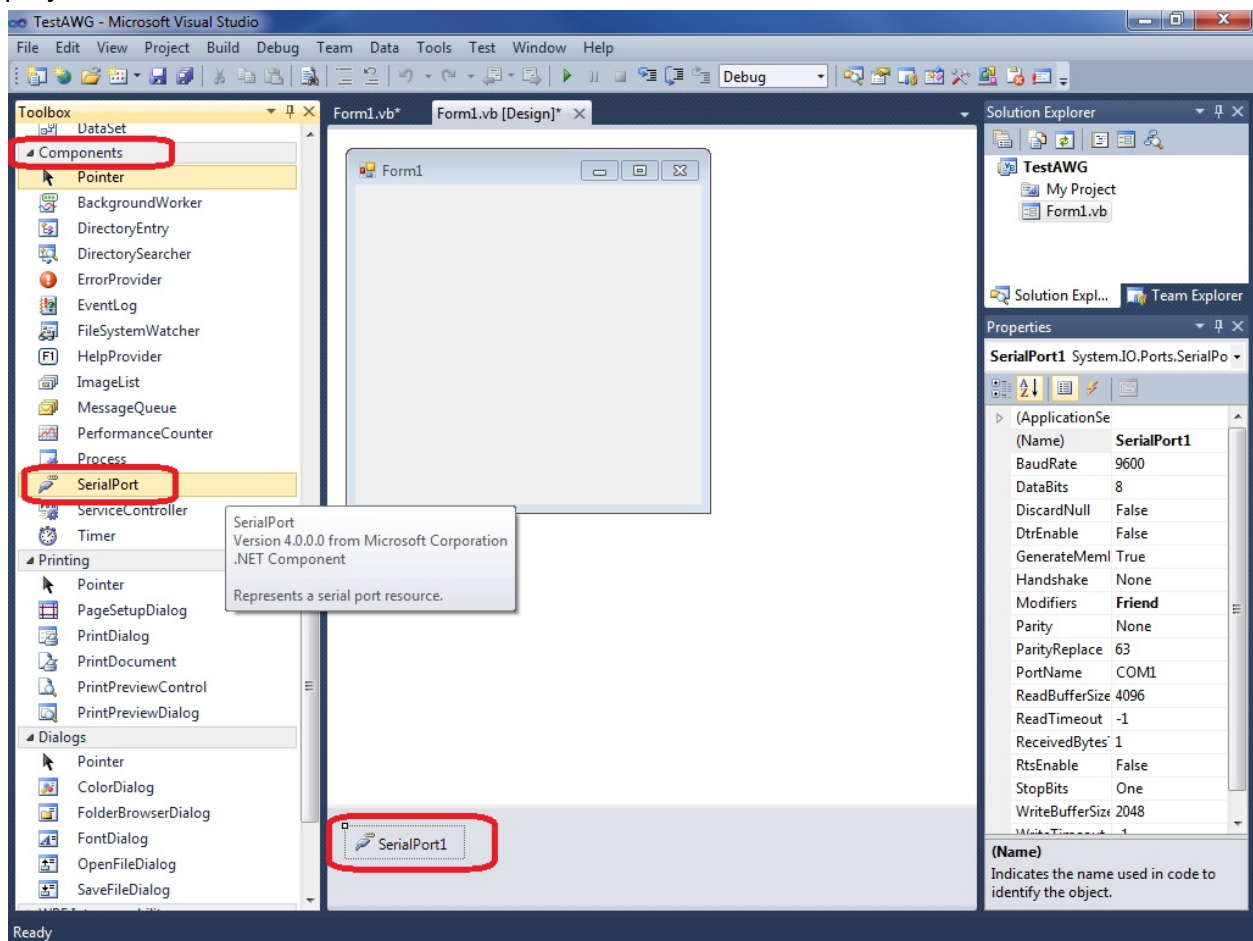 TestAWG - Microsoft Visual Studio
File Edit View Project Build Debug Team Data Tools Test Window Help
Debug
Toolbox
DataSet
Components
Pointer
BackgroundWorker
DirectoryEntry
DirectorySearcher
ErrorProvider
EventLog
FileSystemWatcher
F1 HelpProvider
ImageList
MessageQueue
PerformanceCounter
Process
SerialPort
ServiceController
Timer
Printing
Pointer
PageSetupDialog
PrintDialog
PrintDocument
PrintPreviewControl
PrintPreviewDialog
Dialogs
Pointer
ColorDialog
FolderBrowserDialog
FontDialog
OpenFileDialog
SaveFileDialog
SerialPort
Version 4.0.0.0 from Microsoft Corporation
.NET Component
Represents a serial port resource.
Form1.vb* Form1.vb [Design]*
Form1
SerialPort1
Solution Explorer
TestAWG
My Project
Form1.vb
Solution Expl... Team Explorer
Properties
SerialPort1 System.IO.Ports.SerialPo
(ApplicationSe
(Name) SerialPort1
BaudRate 9600
DataBits 8
DiscardNull False
DtrEnable False
GenerateMeml True
Handshake None
Modifiers Friend
Parity None
ParityReplace 63
PortName COM1
ReadBufferSize 4096
ReadTimeout -1
ReceivedBytes 1
RtsEnable False
StopBits One
WriteBufferSize 2048
WriteTimeout -1
(Name)
Indicates the name used in code to
identify the object.
Ready